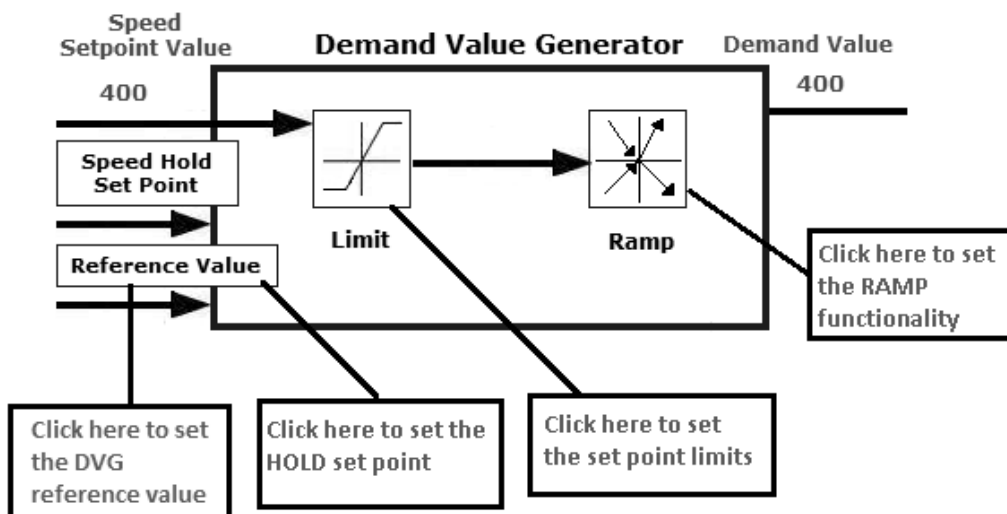 Speed
Setpoint Value
400
Demand Value Generator
Demand Value
400
Speed Hold
Set Point
Reference Value
Limit
Ramp
Click here to set
the RAMP
functionality
Click here to set
the DVG
reference value
Click here to set the
HOLD set point
Click here to set
the set point limits